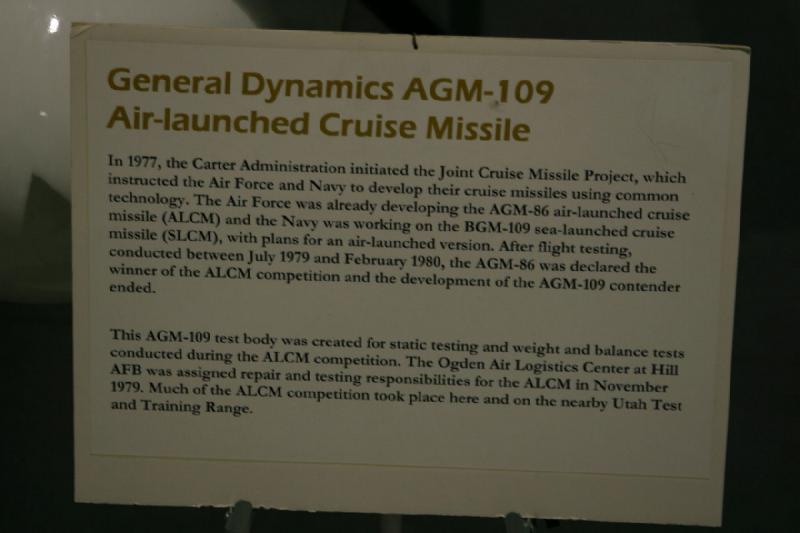 General Dynamics AGM-109
Air-launched Cruise Missile
In 1977, the Carter Administration initiated the Joint Cruise Missile Project, which
instructed the Air Force and Navy to develop their cruise missiles using common
technology. The Air Force was already developing the AGM-86 air-launched cruise
missile (ALCM) and the Navy was working on the BGM-109 sea-launched cruise
missile (SLCM), with plans for an air-launched version. After flight testing,
conducted between July 1979 and February 1980, the AGM-86 was declared the
winner of the ALCM competition and the development of the AGM-109 contender
ended.
This AGM-109 test body was created for static testing and weight and balance tests
conducted during the ALCM competition. The Ogden Air Logistics Center at Hill
AFB was assigned repair and testing responsibilities for the ALCM in November
1979. Much of the ALCM competition took place here and on the nearby Utah Test
and Training Range.